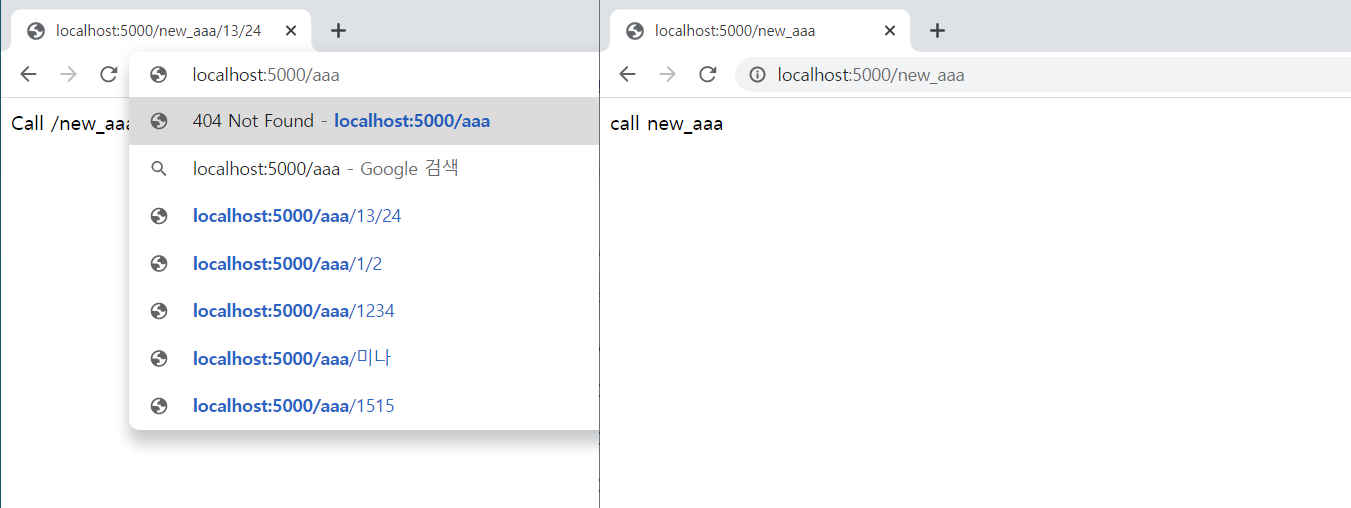 localhost:5000/new_aaa/13/24
localhost:5000/aaa
Call /new_aaa
404 Not Found - localhost:5000/aaa
localhost:5000/aaa - Google 검색
localhost:5000/aaa/13/24
localhost:5000/aaa/1/2
localhost:5000/aaa/1234
localhost:5000/aaa/미나
localhost:5000/aaa/1515
localhost:5000/new_aaa
localhost:5000/new_aaa
call new_aaa